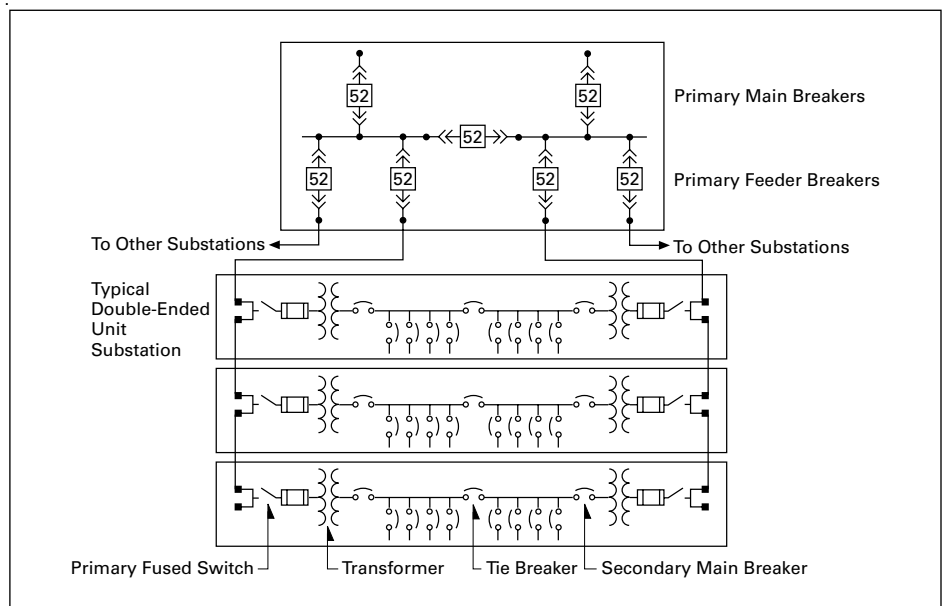 52
52
Primary Main Breakers
52
52
52
52
52
Primary Feeder Breakers
To Other Substations
To Other Substations
Typical
Double-Ended
Unit
Substation
Primary Fused Switch
Transformer
Tie Breaker
Secondary Main Breaker